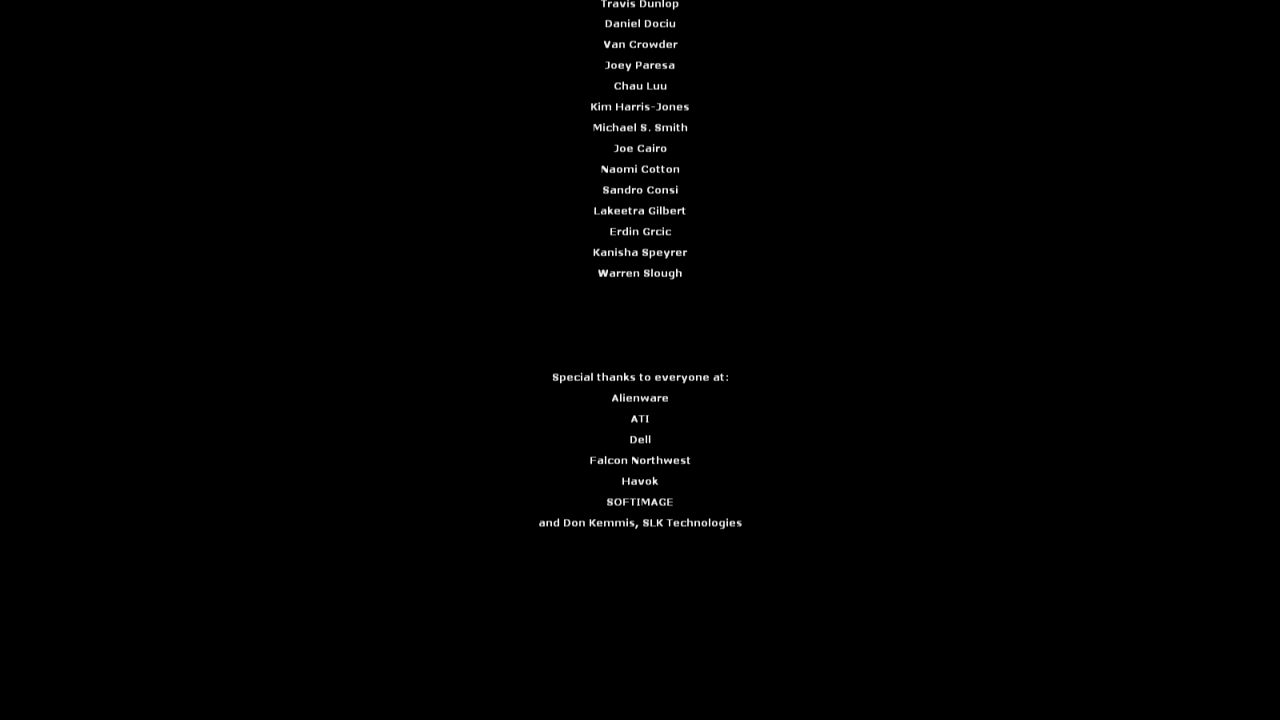 Travis Dunlop
Daniel Dociu
Van Crowder
Joey Paresa
Chau Luu
Kim Harris-Jones
Michael S. Smith
Joe Cairo
Naomi Cotton
Sandro Consi
Lakeetra Gilbert
Erdin Grcic
Kanisha Speyrer
Warren Slough
Special thanks to everyone at:
Alienware
ATI
Dell
Falcon Northwest
Havok
SOFTIMAGE
and Don Kemmis, SLK Technologies